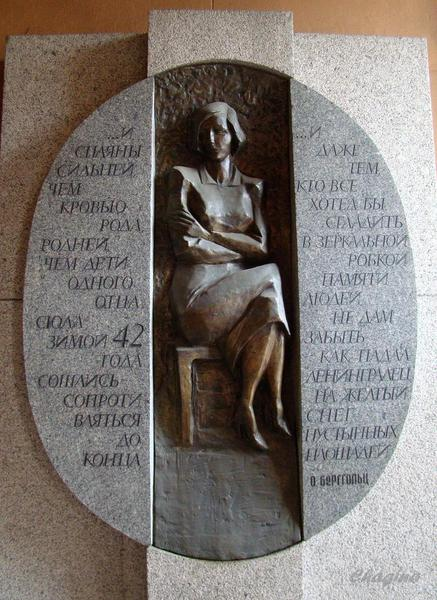 ...И
СПАЯНЫ
СИЛЬНЕЙ
ЧЕМ
КРОВЬЮ
РОДА
РОДНЕЙ
ЧЕМ ДЕТИ
ОДНОГО
ОТЦА
СЮДА
ЗИМОЙ 42
ГОДА
СОШЛИСЬ
СОПРОТИ
ВЛЯТЬСЯ
ДО
КОНЦА
...И
ДАЖЕ
ТЕМ
КТО ВСЕ
ХОТЕЛ БЫ
СГЛАДИТЬ
В ЗЕРКАЛЬНОЙ
РОБКОЙ
ПАМЯТИ
ЛЮДЕЙ
НЕ ДАМ
ЗАБЫТЬ
КАК ПАДАЛ
ЛЕНИНГРАДЕЦ
НА ЖЕЛТЫЙ
СНЕГ
ПУСТЫННЫХ
ПЛОЩАДЕЙ
О. БЕРГГОЛЬЦ
Chagina